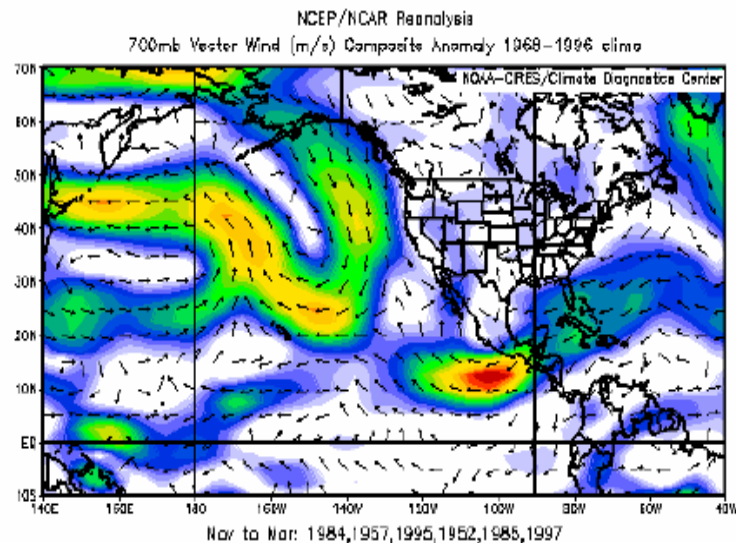 NCEP/NCAR Reanalysis
700mb Vector Wind (m/s) Composite Anomaly 1968-1996 clima
NOAA-CIRES/Climate Diagnostics Center
70N
60N
50N
40N
30N
20N
10N
EQ
10S
140E 160E 180 160W 140W 120W 100W 80W 60W 40W
Nov to Mar: 1984,1957,1995,1952,1985,1997